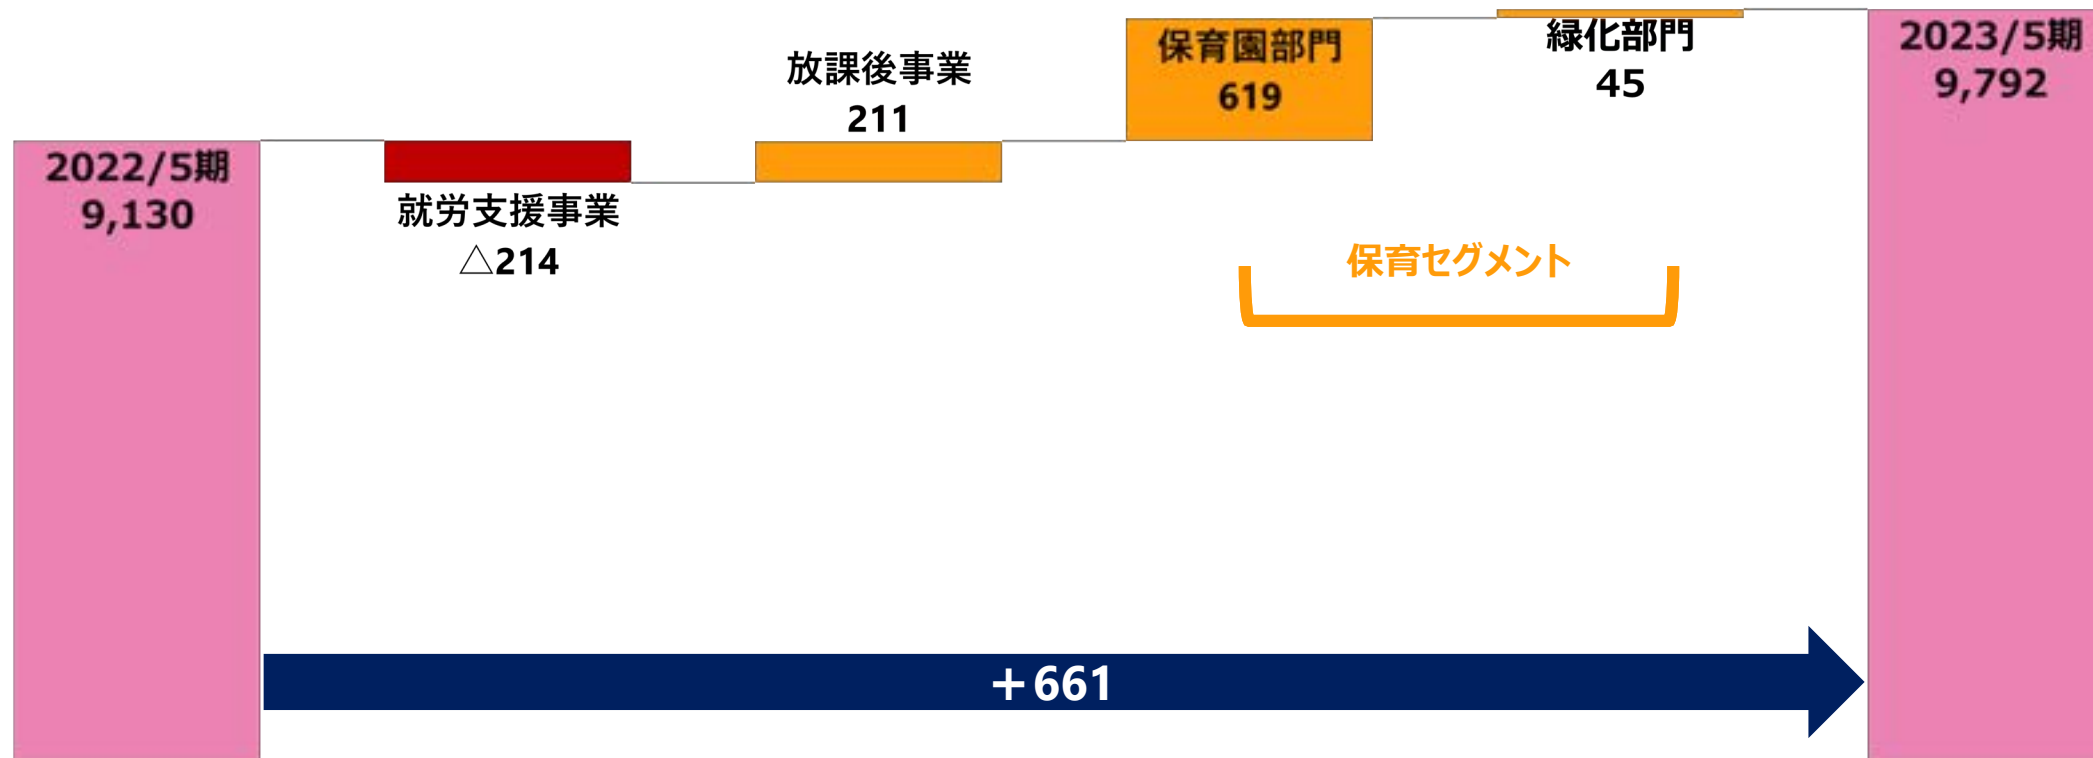 2022/5期
9,130
就労支援事業
△214
放課後事業
211
保育園部門
619
緑化部門
45
2023/5期
9,792
保育セグメント
+661